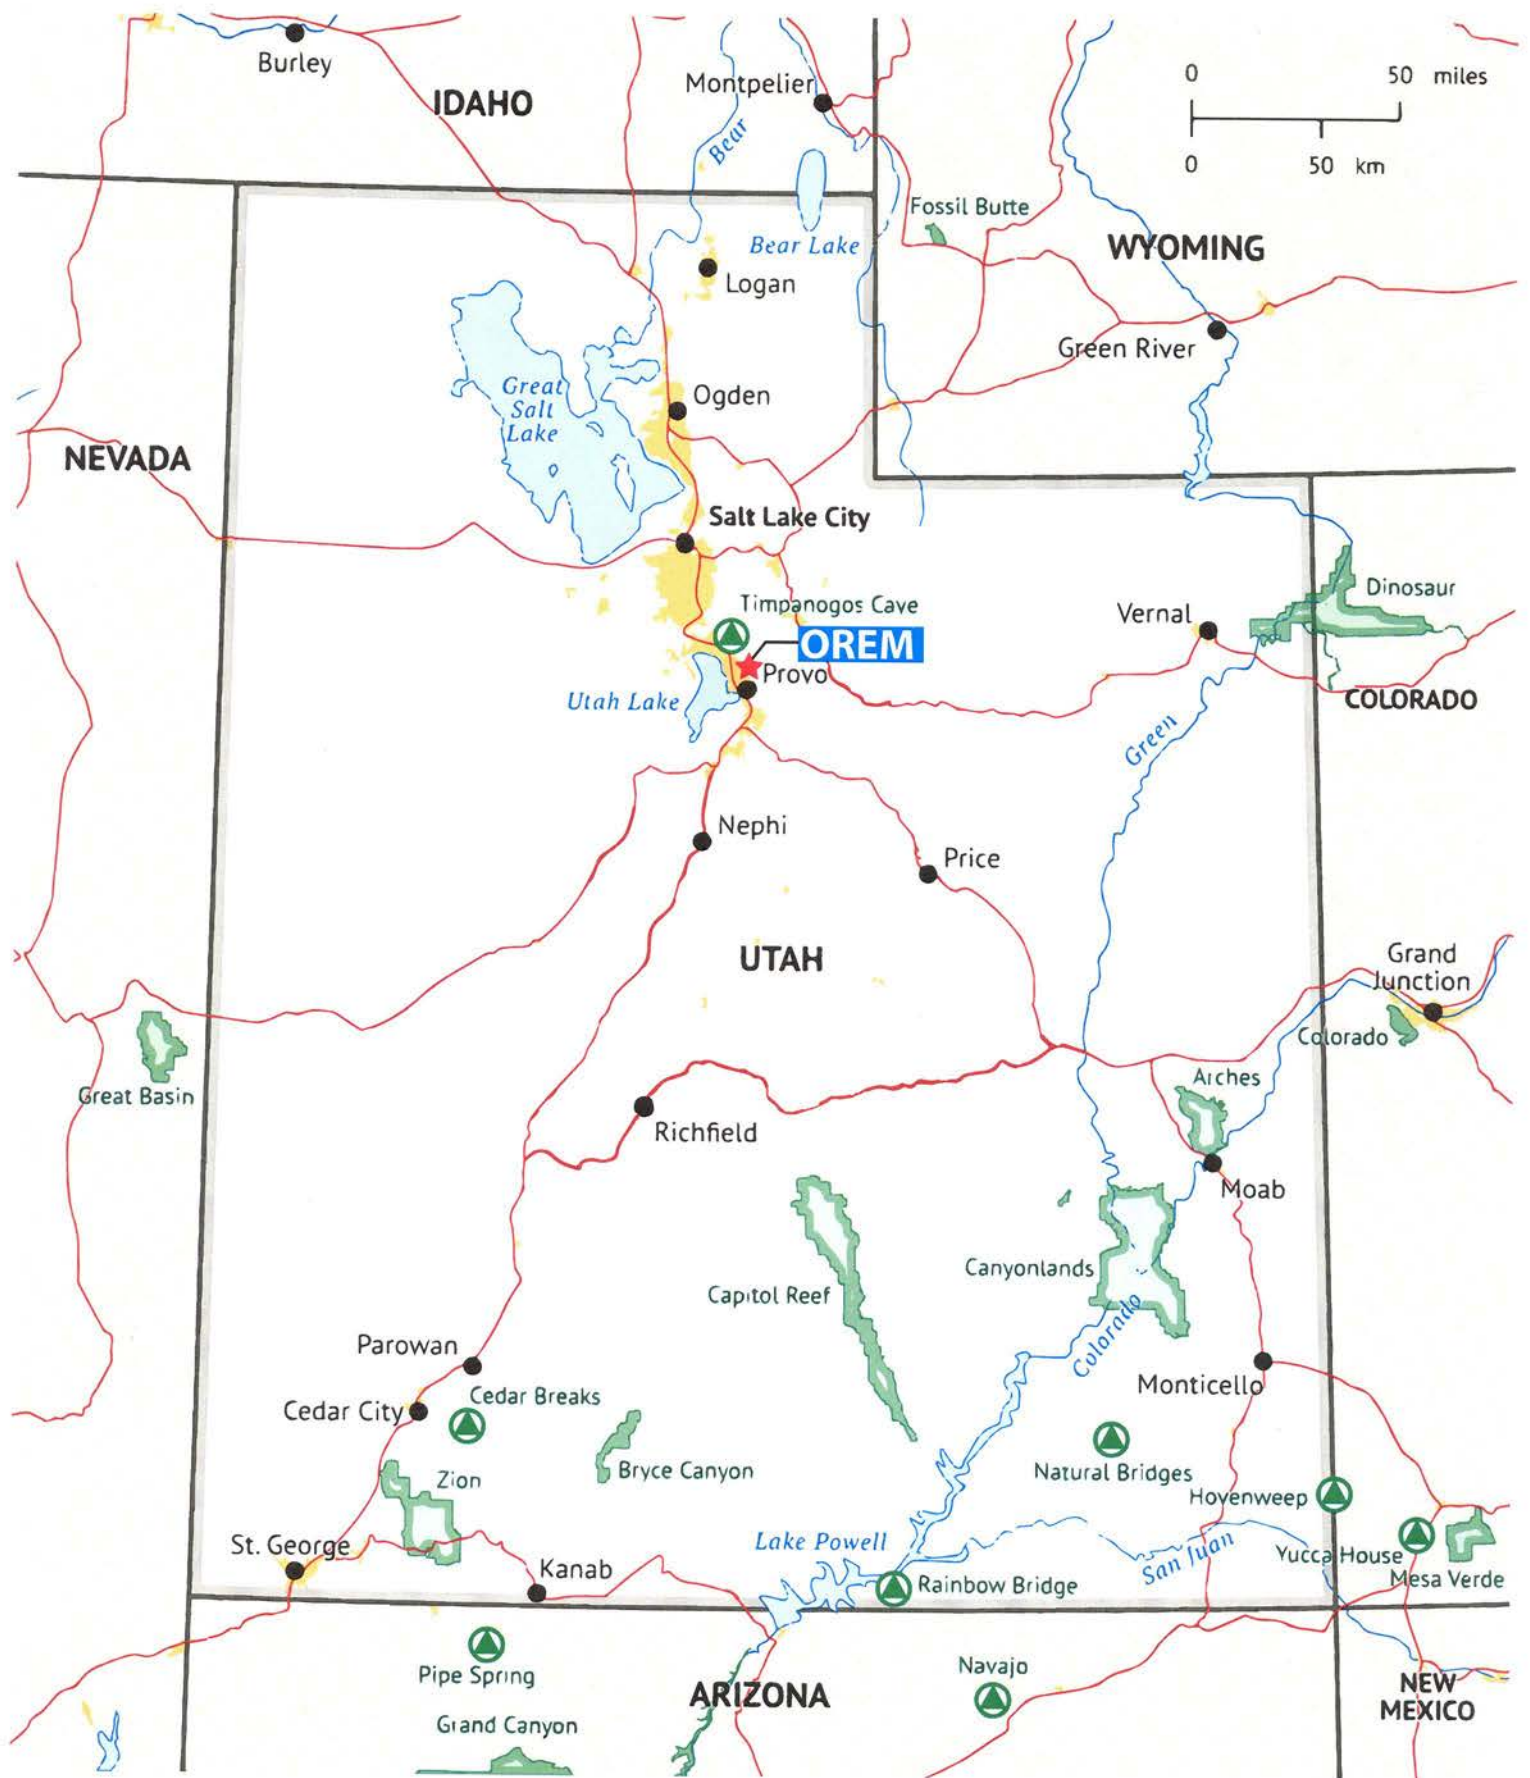 Burley
IDAHO
Montpelier
Bear
0 50 miles
0 50 km
Fossil Butte
WYOMING
Bear Lake
Logan
Green River
Great
Salt
Lake
Ogden
NEVADA
Salt Lake City
Timpanogos Cave
OREM
Provo
Utah Lake
Vernal
Dinosaur
COLORADO
Green
Nephi
Price
UTAH
Grand
Junction
Colorado
Great Basin
Arches
Richfield
Moab
Canyonlands
Capitol Reef
Colorado
Parowan
Monticello
Cedar City
Cedar Breaks
Bryce Canyon
Zion
Natural Bridges
Hovenweep
St. George
Lake Powell
San Juan
Yucca House
Mesa Verde
Kanab
Rainbow Bridge
Pipe Spring
Navajo
ARIZONA
NEW
MEXICO
Grand Canyon